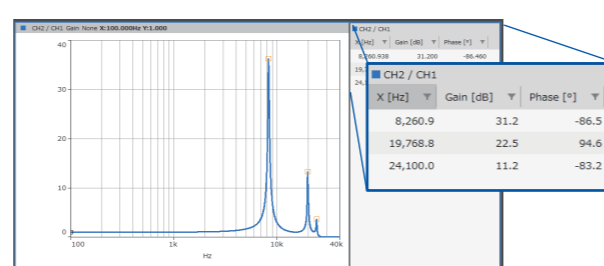 CH2 / CH1 Gain None X:100.000Hz Y:1.000
40
30
20
10
0
100 1k 10k 40k
Hz
CH2 / CH1
X [Hz] Gain [dB] Phase [°]
8,260.938 31.200 -86.460
19,
24,
CH2 / CH1
X [Hz] Gain [dB] Phase [°]
8,260.9 31.2 -86.5
19,768.8 22.5 94.6
24,100.0 11.2 -83.2